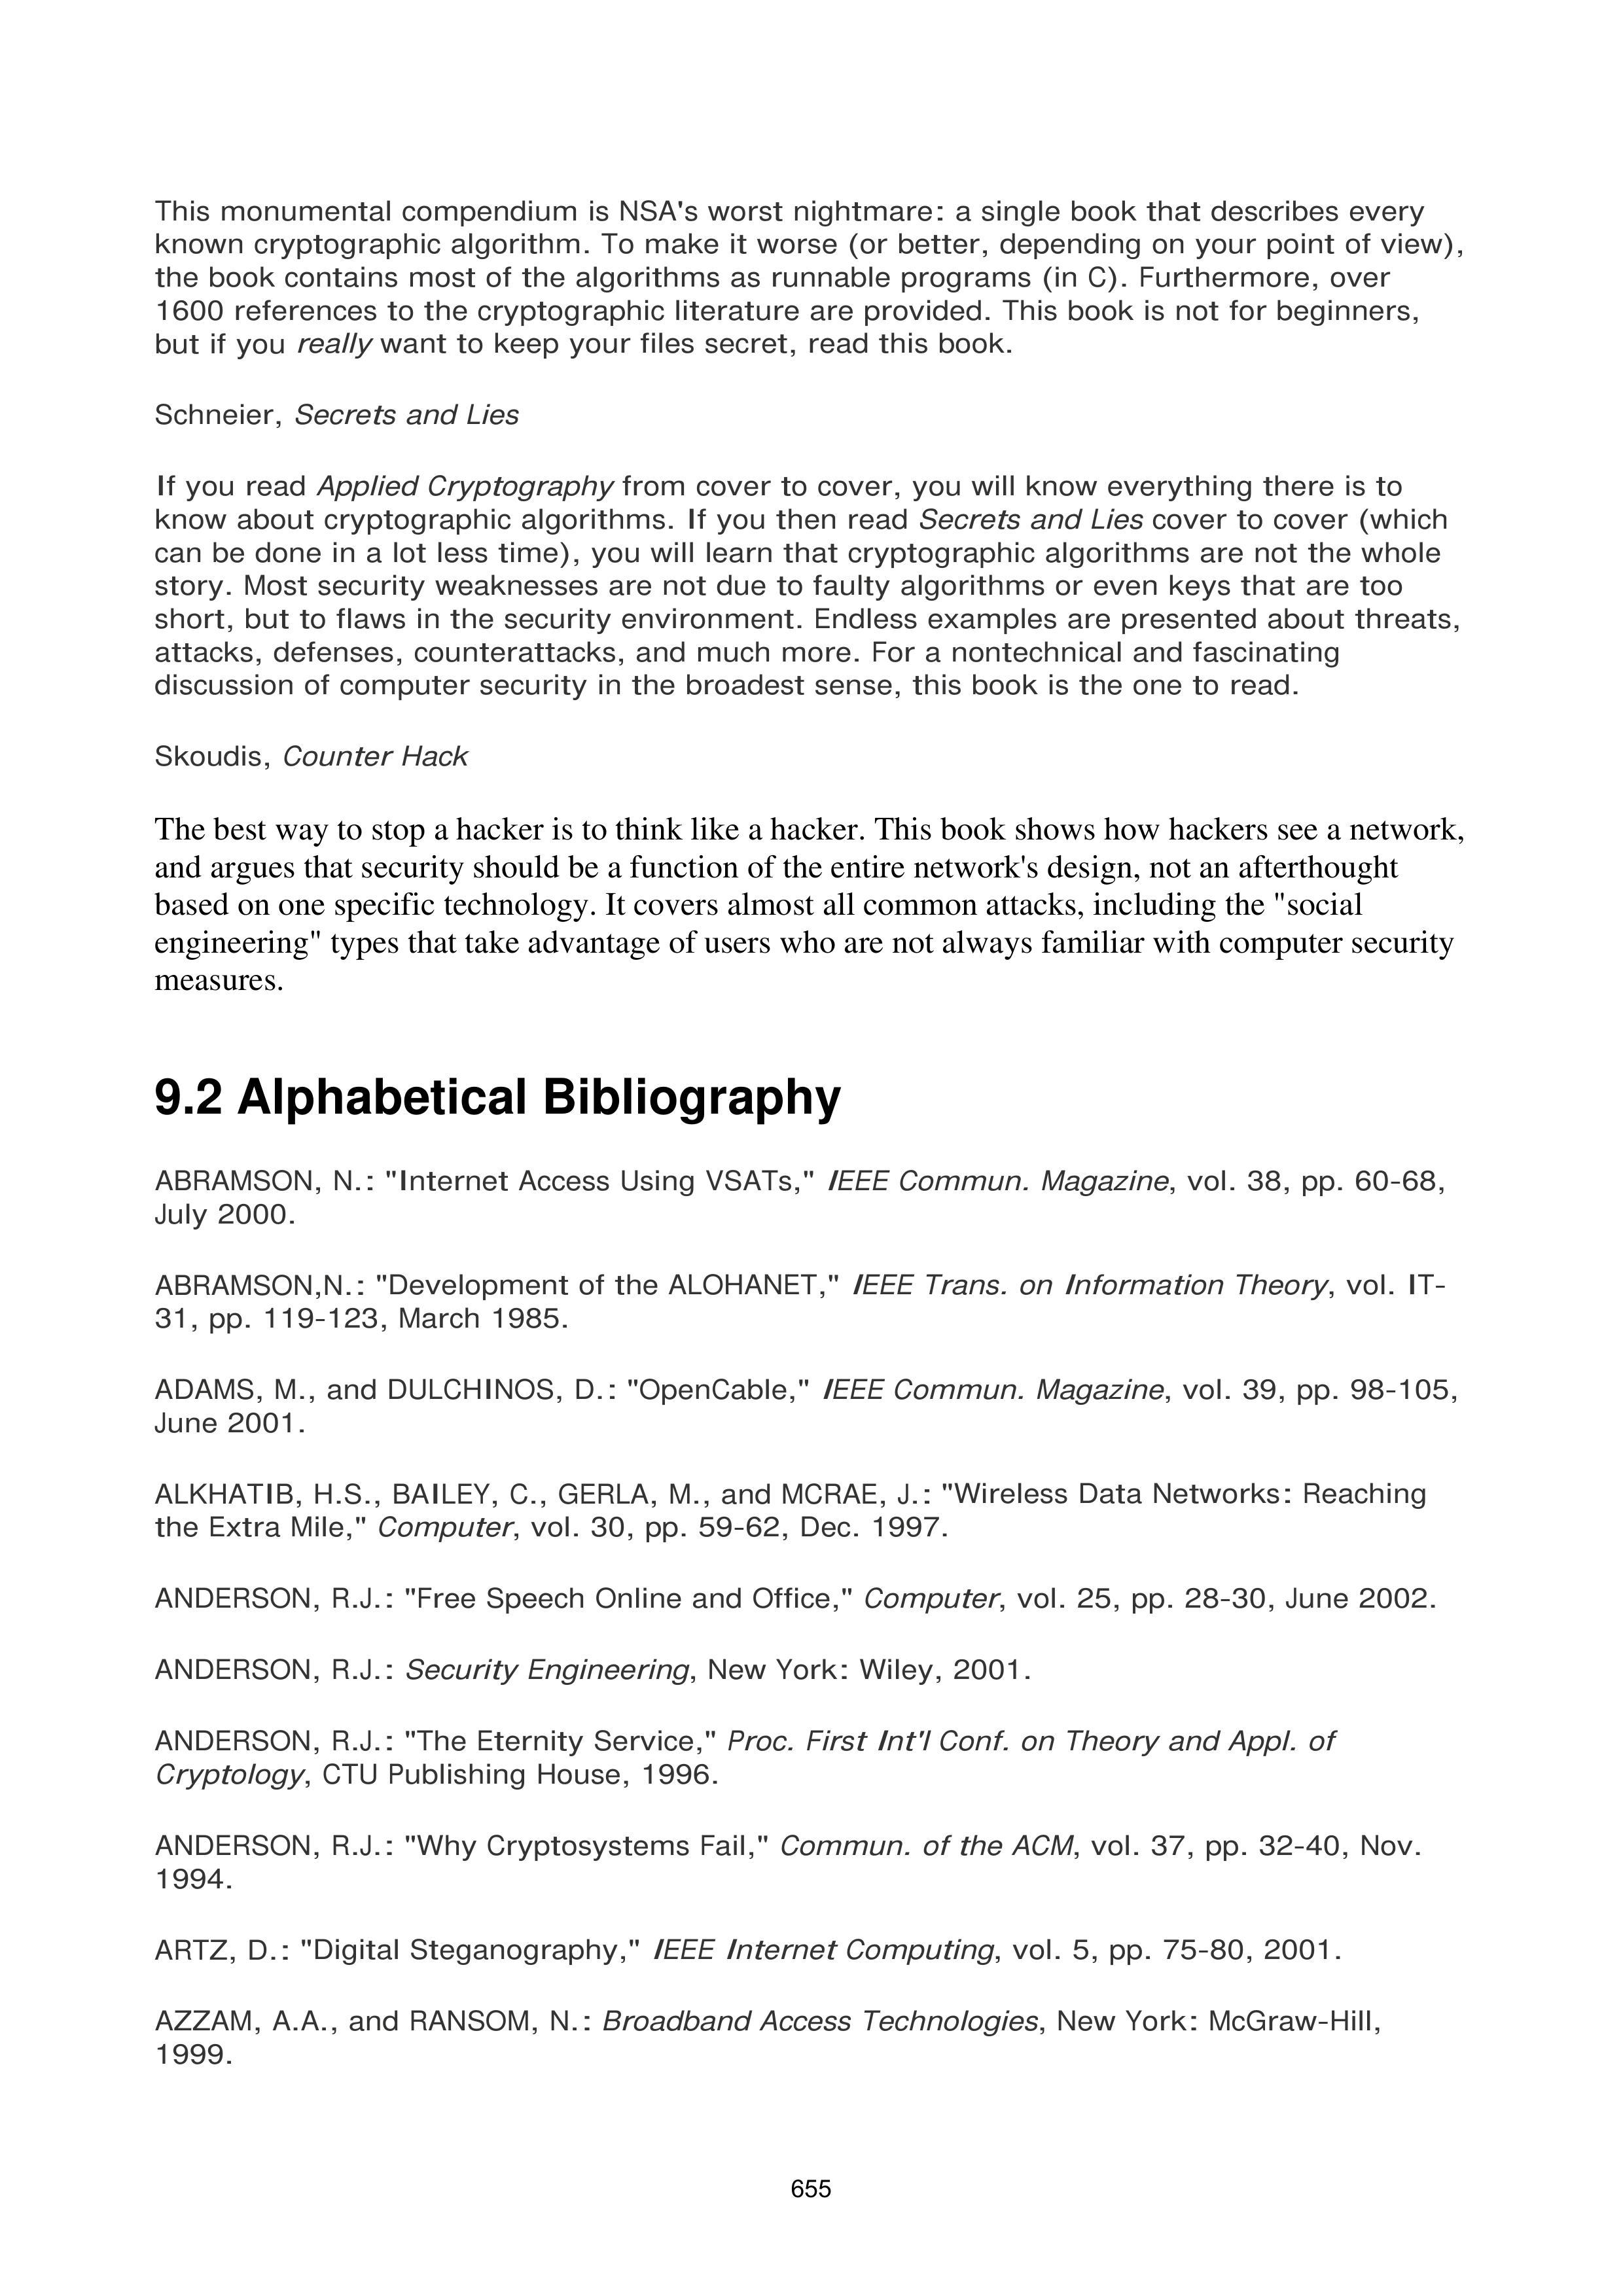 This monumental compendium is NSA's worst nightmare: a single book that describes every
known cryptographic algorithm. To make it worse (or better, depending on your point of view),
the book contains most of the algorithms as runnable programs (in C). Furthermore, over
1600 references to the cryptographic literature are provided. This book is not for beginners,
but if you really want to keep your files secret, read this book.
Schneier, Secrets and Lies
If you read Applied Cryptography from cover to cover, you will know everything there is to
know about cryptographic algorithms. If you then read Secrets and Lies cover to cover (which
can be done in a lot less time), you will learn that cryptographic algorithms are not the whole
story. Most security weaknesses are not due to faulty algorithms or even keys that are too
short, but to flaws in the security environment. Endless examples are presented about threats,
attacks, defenses, counterattacks, and much more. For a nontechnical and fascinating
discussion of computer security in the broadest sense, this book is the one to read.
Skoudis, Counter Hack
The best way to stop a hacker is to think like a hacker. This book shows how hackers see a network,
and argues that security should be a function of the entire network's design, not an afterthought
based on one specific technology. It covers almost all common attacks, including the "social
engineering" types that take advantage of users who are not always familiar with computer security
measures.
9.2 Alphabetical Bibliography
ABRAMSON, N.: "Internet Access Using VSATs," IEEE Commun. Magazine, vol. 38, pp. 60-68,
July 2000.
ABRAMSON,N.: "Development of the ALOHANET," IEEE Trans. on Information Theory, vol. IT-
31, pp. 119-123, March 1985.
ADAMS, M., and DULCHINOS, D.: "OpenCable," IEEE Commun. Magazine, vol. 39, pp. 98-105,
June 2001.
ALKHATIB, H.S., BAILEY, C., GERLA, M., and MCRAE, J.: "Wireless Data Networks: Reaching
the Extra Mile," Computer, vol. 30, pp. 59-62, Dec. 1997.
ANDERSON, R.J.: "Free Speech Online and Office," Computer, vol. 25, pp. 28-30, June 2002.
ANDERSON, R.J.: Security Engineering, New York: Wiley, 2001.
ANDERSON, R.J.: "The Eternity Service," Proc. First Int'l Conf. on Theory and Appl. of
Cryptology, CTU Publishing House, 1996.
ANDERSON, R.J.: "Why Cryptosystems Fail," Commun. of the ACM, vol. 37, pp. 32-40, Nov.
1994.
ARTZ, D.: "Digital Steganography," IEEE Internet Computing, vol. 5, pp. 75-80, 2001.
AZZAM, A.A., and RANSOM, N.: Broadband Access Technologies, New York: McGraw-Hill,
1999.
655